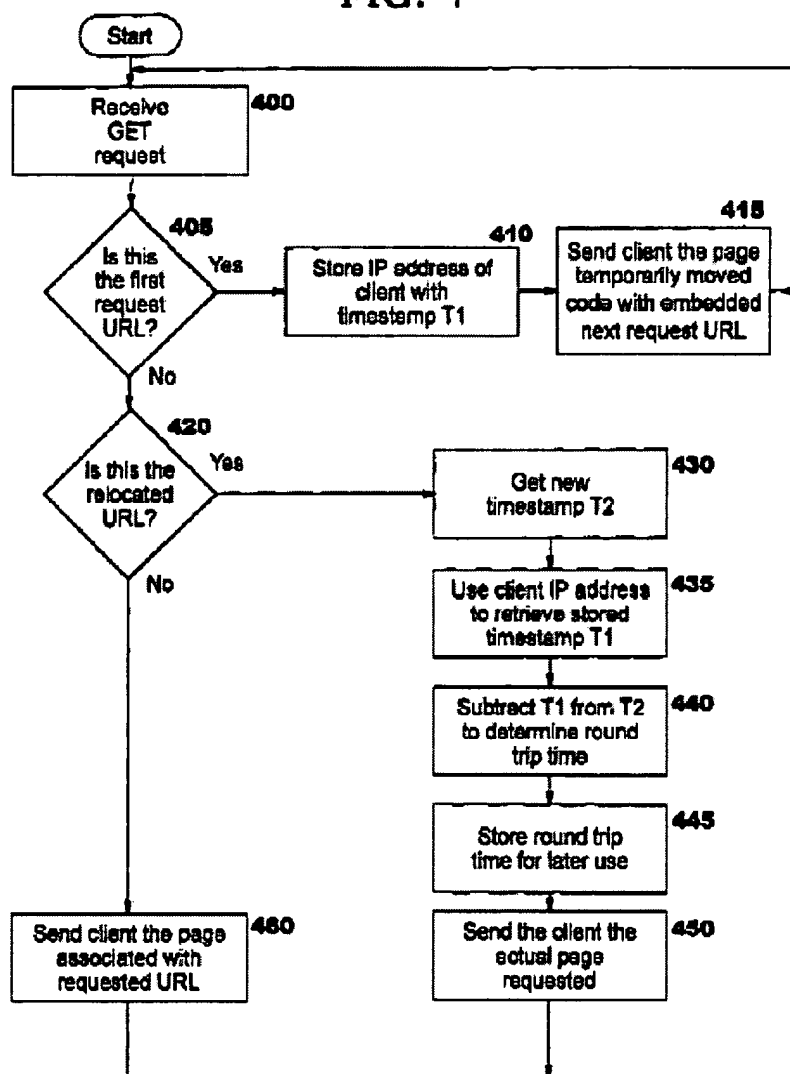 Start
Receive
GET
request
400
Is this
the first
request
URL?
405
Yes
No
Store IP address of
client with
timestamp T1
410
Send client the page
temporarily moved
code with embedded
next request URL
415
Is this the
relocated
URL?
420
Yes
No
Get new
timestamp T2
430
Use client IP address
to retrieve stored
timestamp T1
435
Subtract T1 from T2
to determine round
trip time
440
Store round trip
time for later use
445
Send client the page
associated with
requested URL
460
Send the client the
actual page
requested
450